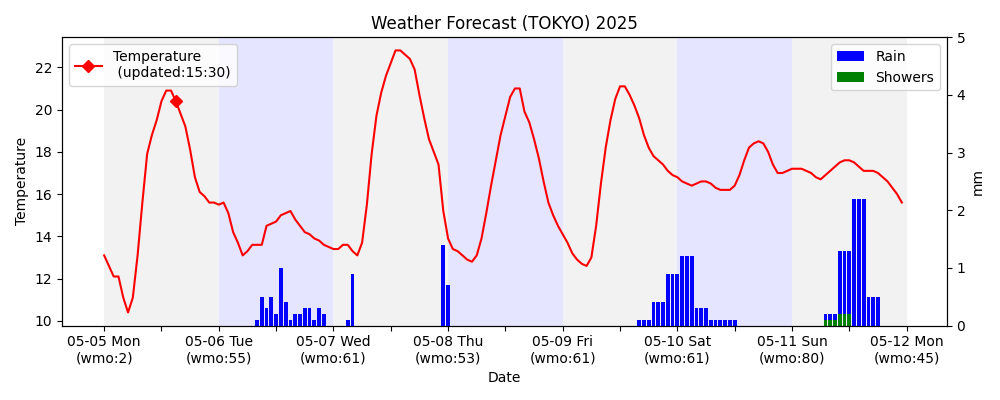 Weather Forecast (TOKYO) 2025
Temperature
(updated:15:30)
Rain
Showers
Temperature
22
20
18
16
14
12
10
5
4
3
2
1
0
mm
05-05 Mon
(wmo:2)
05-06 Tue
(wmo:55)
05-07 Wed
(wmo:61)
05-08 Thu
(wmo:53)
05-09 Fri
(wmo:61)
05-10 Sat
(wmo:61)
05-11 Sun
(wmo:80)
05-12 Mon
(wmo:45)
Date